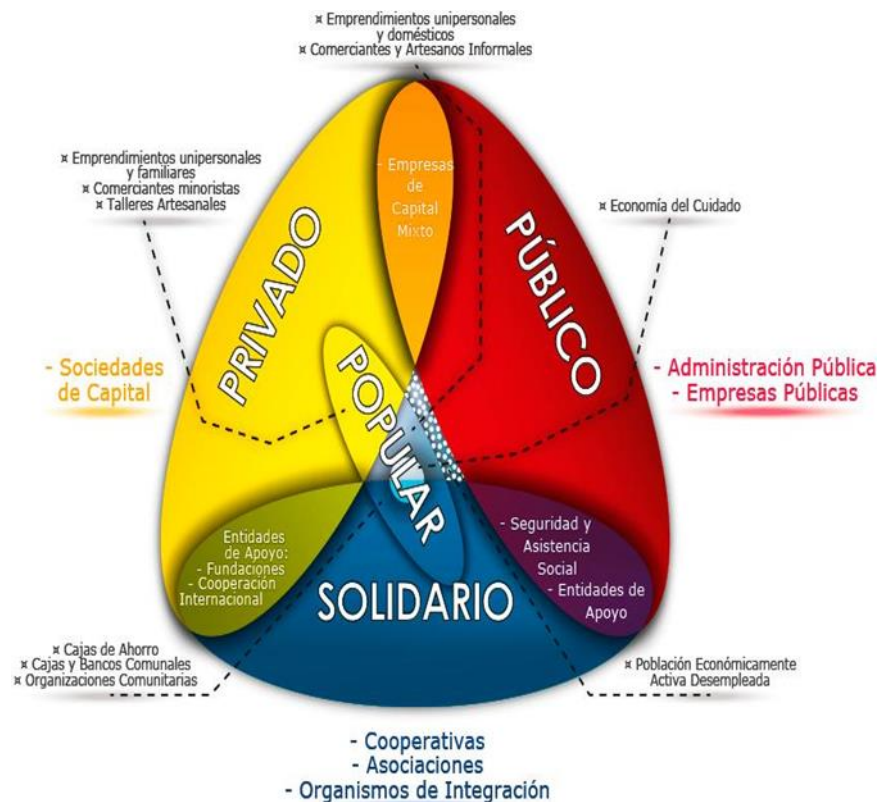 ¤ Emprendimientos unipersonales
y domésticos
¤ Comerciantes y Artesanos Informales
¤ Emprendimientos unipersonales
y familiares
¤ Comerciantes minoristas
¤ Talleres Artesanales
- Empresas
de
Capital
Mixto
¤ Economía del Cuidado
PRIVADO
PÚBLICO
- Sociedades
de Capital
- Administración Pública
- Empresas Públicas
POPULAR
Entidades
de Apoyo:
- Fundaciones
- Cooperación
Internacional
- Seguridad y
Asistencia
Social
- Entidades de
Apoyo
SOLIDARIO
¤ Cajas de Ahorro
¤ Cajas y Bancos Comunales
¤ Organizaciones Comunitarias
¤ Población Económicamente
Activa Desempleada
- Cooperativas
- Asociaciones
- Organismos de Integración